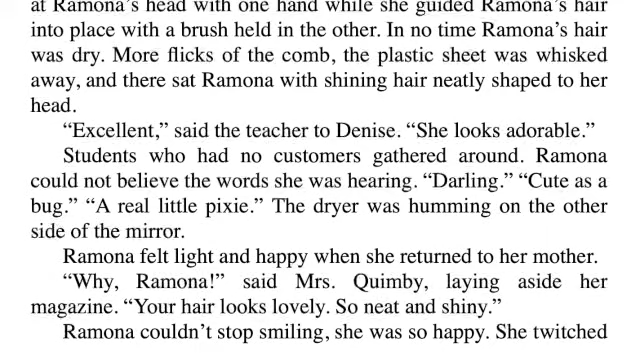 at Ramona’s head with one hand while she guided Ramona’s hair
into place with a brush held in the other. In no time Ramona’s hair
was dry. More flicks of the comb, the plastic sheet was whisked
away, and there sat Ramona with shining hair neatly shaped to her
head.
“Excellent,” said the teacher to Denise. “She looks adorable.”
Students who had no customers gathered around. Ramona
could not believe the words she was hearing. “Darling.” “Cute as a
bug.” “A real little pixie.” The dryer was humming on the other
side of the mirror.
Ramona felt light and happy when she returned to her mother.
“Why, Ramona!” said Mrs. Quimby, laying aside her
magazine. “Your hair looks lovely. So neat and shiny.”
Ramona couldn’t stop smiling, she was so happy. She twitched